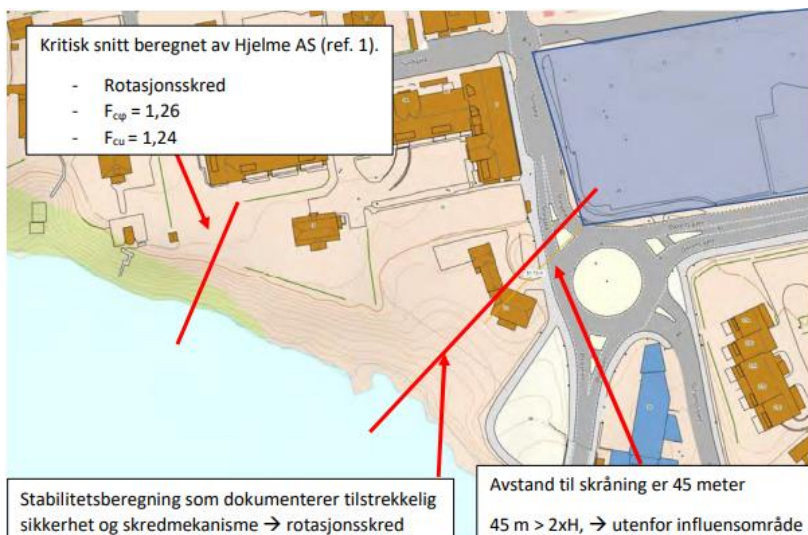 Kritisk snitt beregnet av Hjelme AS (ref. 1).
- Rotasjonsskred
- Fcφ = 1,26
- Fcu = 1,24
Stabilitetsberegning som dokumenterer tilstrekkelig
sikkerhet og skredmekanisme → rotasjonsskred
Avstand til skråning er 45 meter
45 m > 2xH, → utenfor influensområde